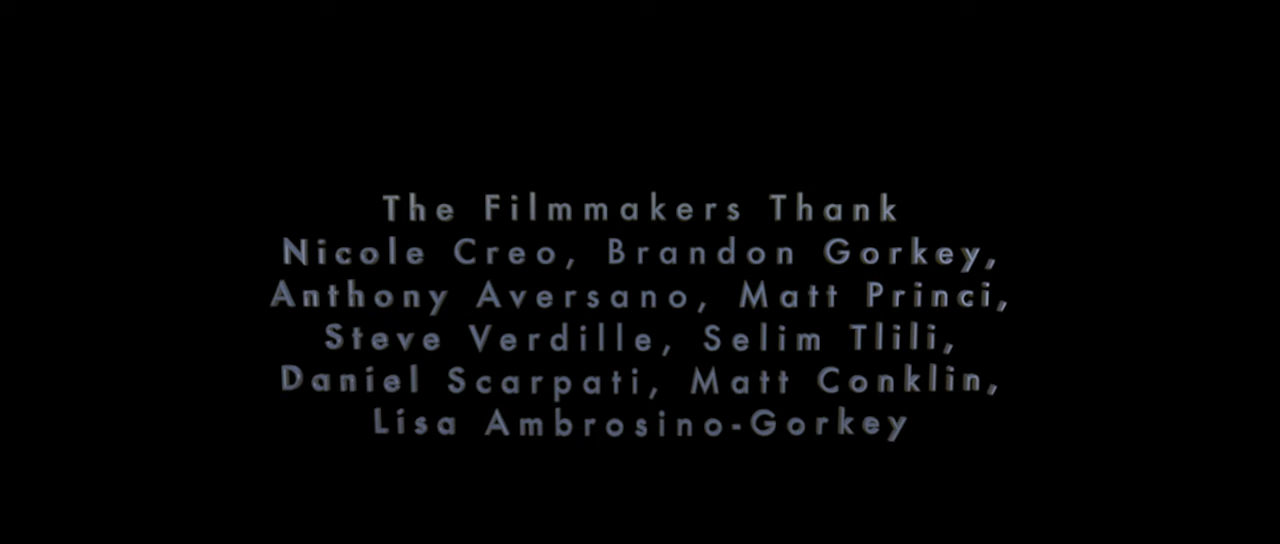 The Filmmakers Thank
Nicole Creo, Brandon Gorkey,
Anthony Aversano, Matt Princi,
Steve Verdille, Selim Tlili,
Daniel Scarpati, Matt Conklin,
Lisa Ambrosino-Gorkey